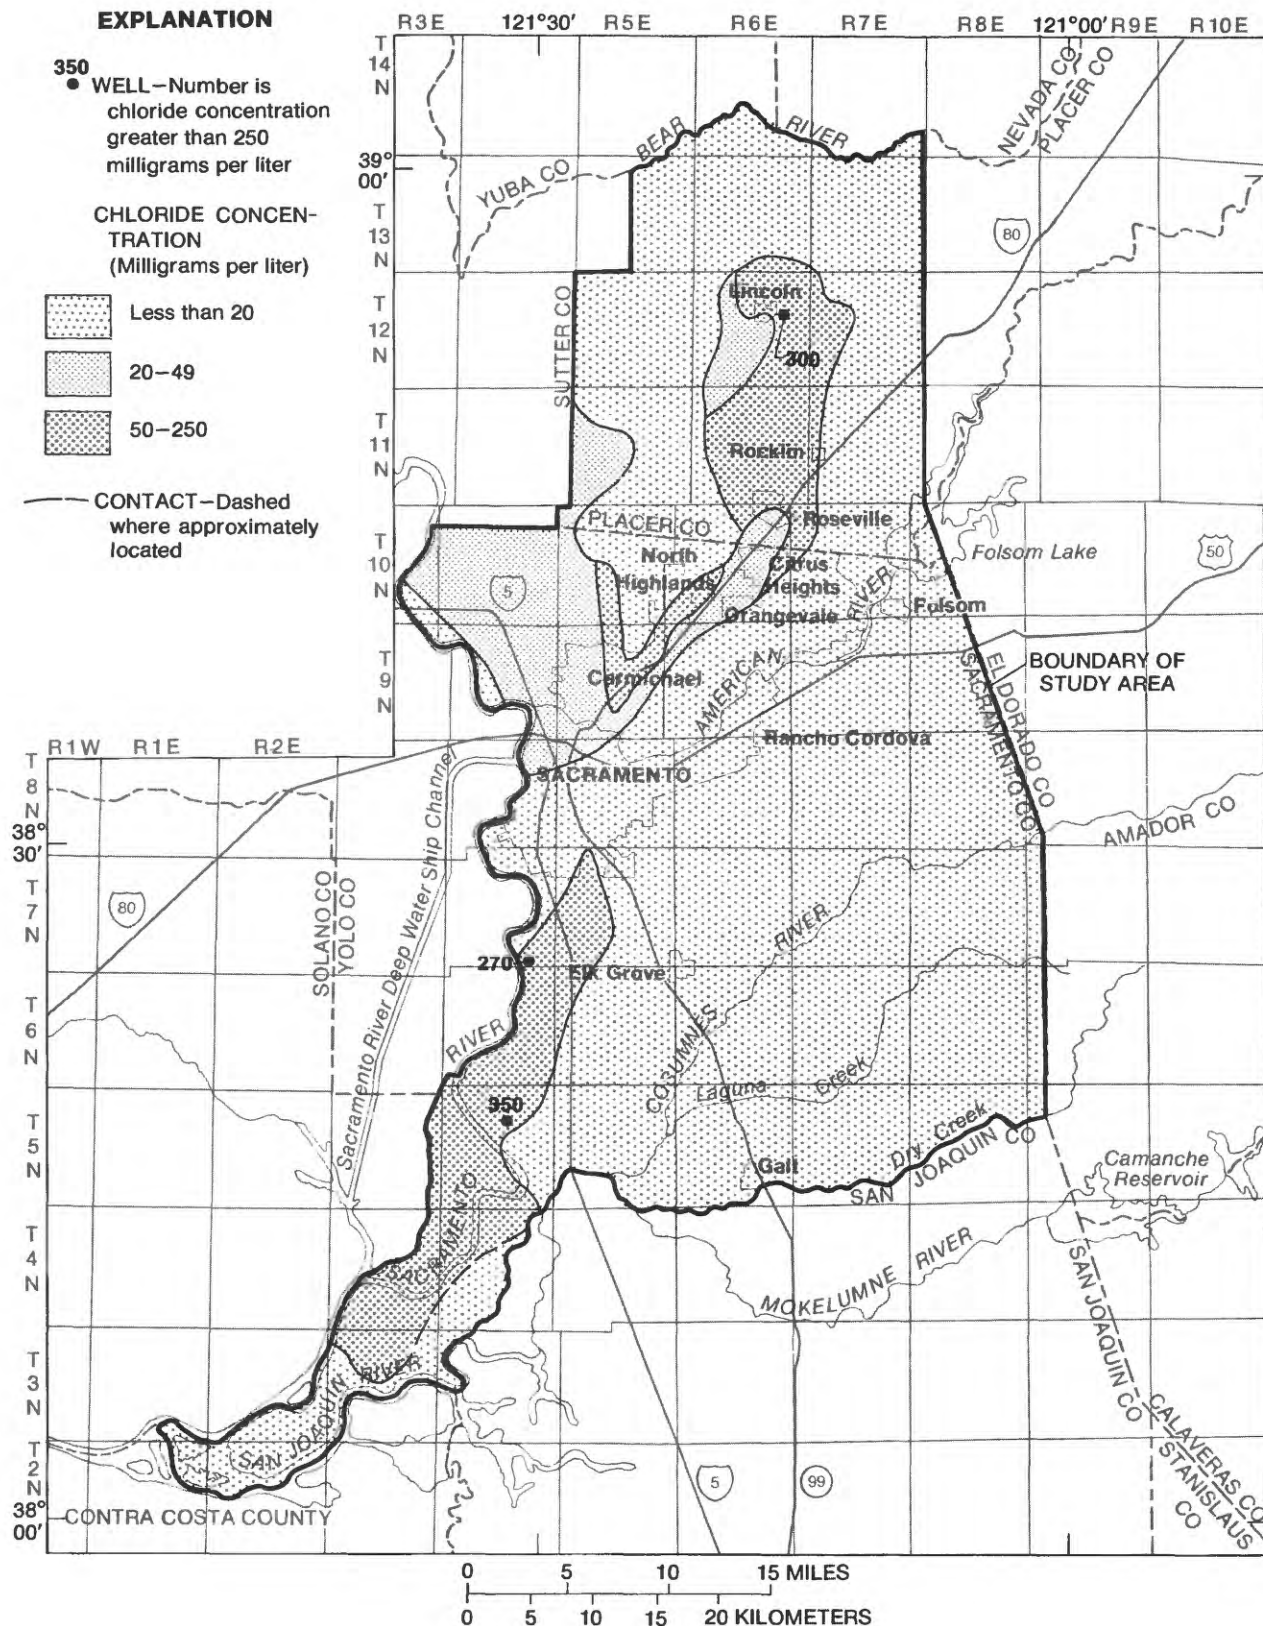 EXPLANATION
350
WELL—Number is
chloride concentration
greater than 250
milligrams per liter
CHLORIDE CONCEN-
TRATION
(Milligrams per liter)
Less than 20
20–49
50–250
CONTACT—Dashed
where approximately
located
R3E 121°30′ R5E R6E R7E R8E 121°00′ R9E R10E
T
14
N
NEVADA CO
PLACER CO
BEAR RIVER
39°
00′
YUBA CO
T
13
N
80
Lincoln
T
12
N
300
SUTTER CO
T
11
N
Rocklin
PLACER CO
Roseville
T
10
N
North
Highlands
Citrus
Heights
Folsom Lake
50
5
Orangevale
Folsom
RIVER
AMERICAN
T
9
N
Carmichael
BOUNDARY OF
STUDY AREA
EL DORADO CO
SACRAMENTO CO
R1W R1E R2E
Rancho Cordova
T
8
N
SACRAMENTO
AMADOR CO
38°
30′
Sacramento River Deep Water Ship Channel
T
7
N
80
SOLANO CO
YOLO CO
RIVER
270
Elk Grove
T
6
N
RIVER
COSUMNES
Laguna Creek
350
T
5
N
Dry Creek
SAN JOAQUIN CO
Galt
Camanche
Reservoir
SACRAMENTO
T
4
N
MOKELUMNE RIVER
SAN JOAQUIN CO
T
3
N
SAN JOAQUIN RIVER
CALAVERAS CO
STANISLAUS
CO
T
2
N
5
99
38°
00′
CONTRA COSTA COUNTY
0 5 10 15 MILES
0 5 10 15 20 KILOMETERS